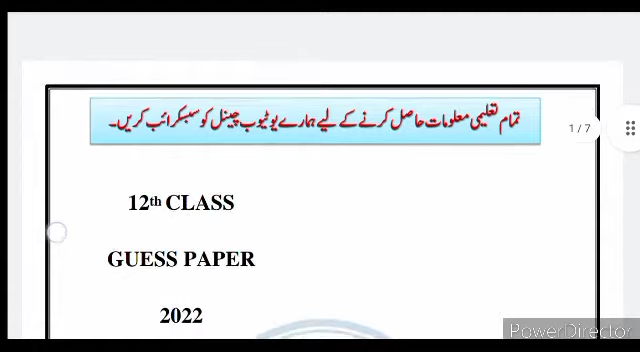 تمام تعلیمی معلومات حاصل کرنے کے لیے ہمارے یوٹیوب چینل کو سبسکرائب کریں۔
1 / 7
12th CLASS
GUESS PAPER
2022
PowerDirector